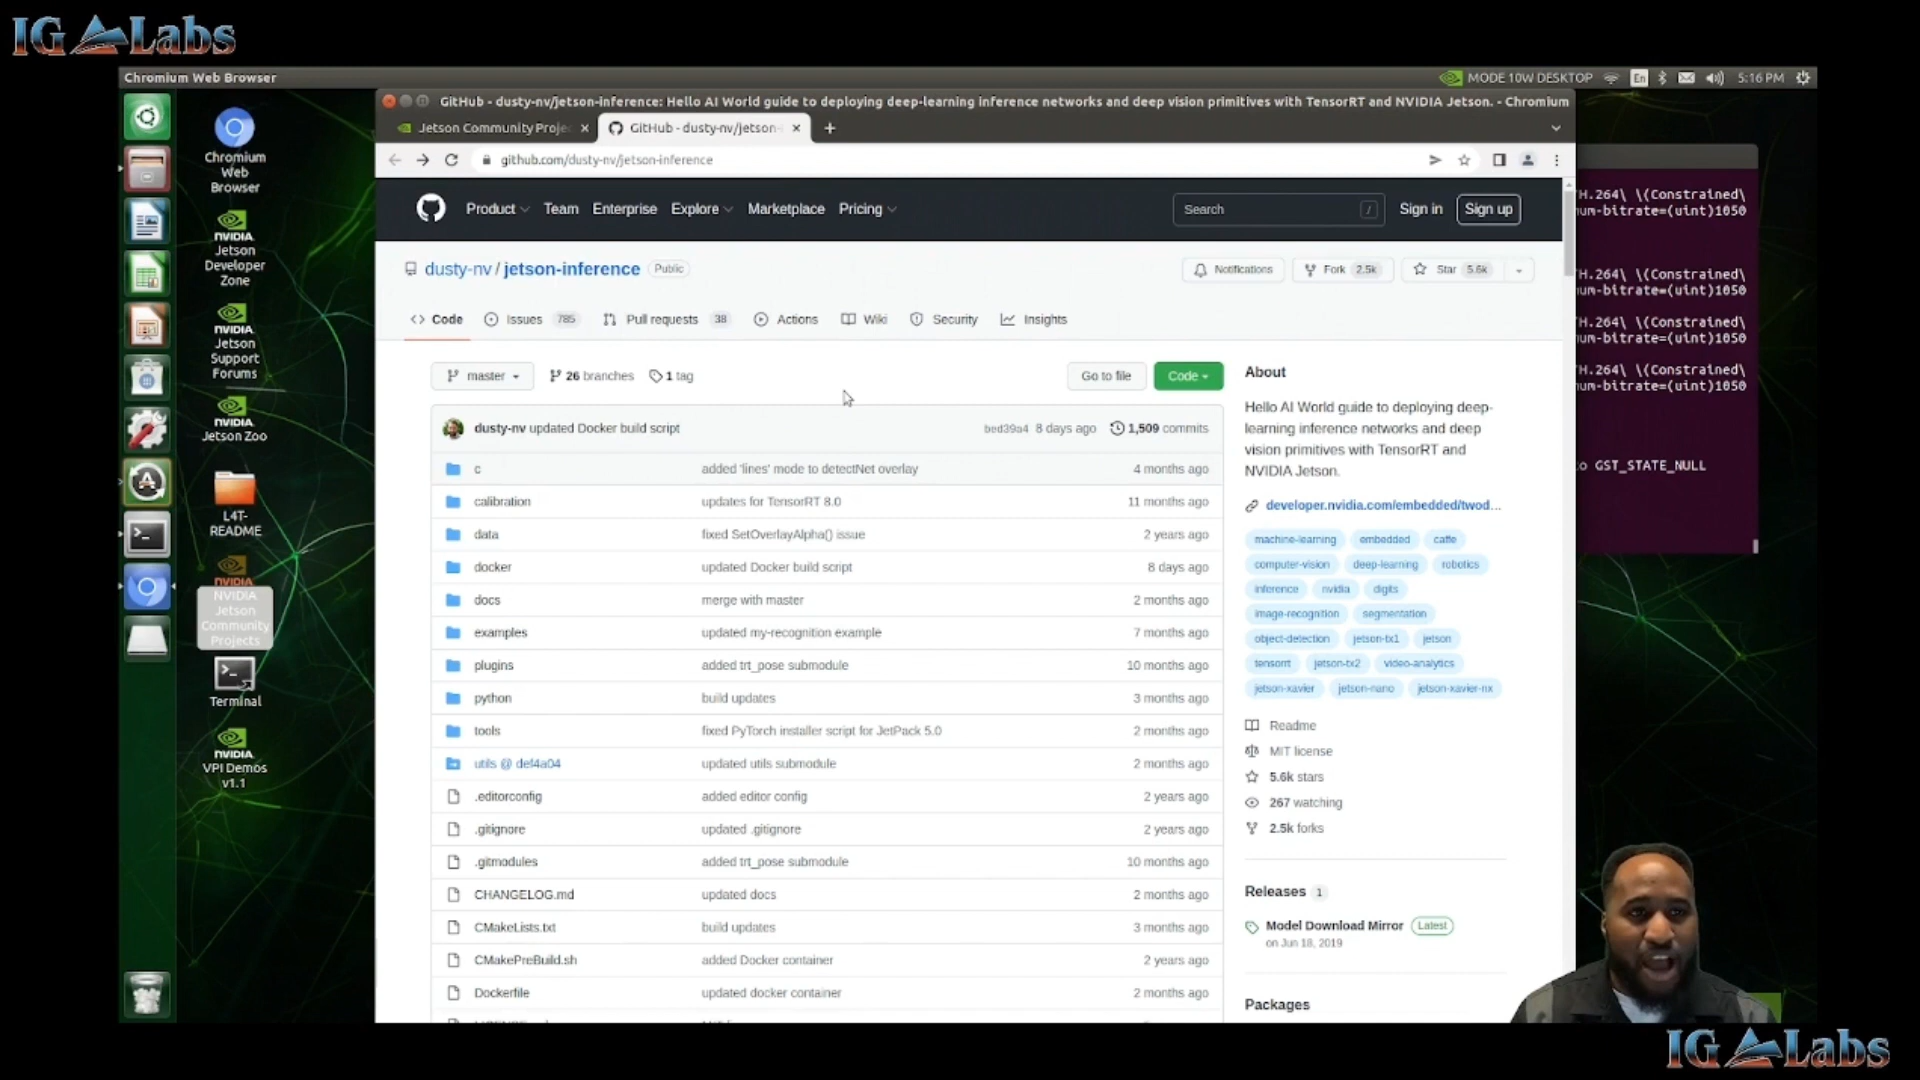 IG Labs
Chromium Web Browser
MODE 10W DESKTOP
En
5:16 PM
GitHub - dusty-nv/jetson-inference: Hello AI World guide to deploying deep-learning inference networks and deep vision primitives with TensorRT and NVIDIA Jetson. - Chromium
Jetson Community Proje
GitHub - dusty-nv/jetson-
github.com/dusty-nv/jetson-inference
Chromium
Web
Browser
NVIDIA.
Jetson
Developer
Zone
NVIDIA.
Jetson
Support
Forums
NVIDIA.
Jetson Zoo
L4T-
README
NVIDIA.
NVIDIA
Jetson
Community
Projects
Terminal
NVIDIA.
VPI Demos
v1.1
Product
Team
Enterprise
Explore
Marketplace
Pricing
Search
/
Sign in
Sign up
dusty-nv / jetson-inference
Public
Notifications
Fork 2.5k
Star 5.6k
Code
Issues 785
Pull requests 38
Actions
Wiki
Security
Insights
master
26 branches
1 tag
Go to file
Code
dusty-nv updated Docker build script bed39a4 8 days ago 1,509 commits
c added 'lines' mode to detectNet overlay 4 months ago
calibration updates for TensorRT 8.0 11 months ago
data fixed SetOverlayAlpha() issue 2 years ago
docker updated Docker build script 8 days ago
docs merge with master 2 months ago
examples updated my-recognition example 7 months ago
plugins added trt_pose submodule 10 months ago
python build updates 3 months ago
tools fixed PyTorch installer script for JetPack 5.0 2 months ago
utils @ def4a04 updated utils submodule 2 months ago
.editorconfig added editor config 2 years ago
.gitignore updated .gitignore 2 years ago
.gitmodules added trt_pose submodule 10 months ago
CHANGELOG.md updated docs 2 months ago
CMakeLists.txt build updates 3 months ago
CMakePreBuild.sh added Docker container 2 years ago
Dockerfile updated docker container 2 months ago
About
Hello AI World guide to deploying deep-
learning inference networks and deep
vision primitives with TensorRT and
NVIDIA Jetson.
developer.nvidia.com/embedded/twod...
machine-learning embedded caffe
computer-vision deep-learning robotics
inference nvidia digits
image-recognition segmentation
object-detection jetson-tx1 jetson
tensorrt jetson-tx2 video-analytics
jetson-xavier jetson-nano jetson-xavier-nx
Readme
MIT license
5.6k stars
267 watching
2.5k forks
Releases 1
Model Download Mirror Latest
on Jun 18, 2019
Packages
H.264\ \(Constrained\
um-bitrate=(uint)1050
H.264\ \(Constrained\
um-bitrate=(uint)1050
H.264\ \(Constrained\
um-bitrate=(uint)1050
H.264\ \(Constrained\
um-bitrate=(uint)1050
o GST_STATE_NULL
IG Labs